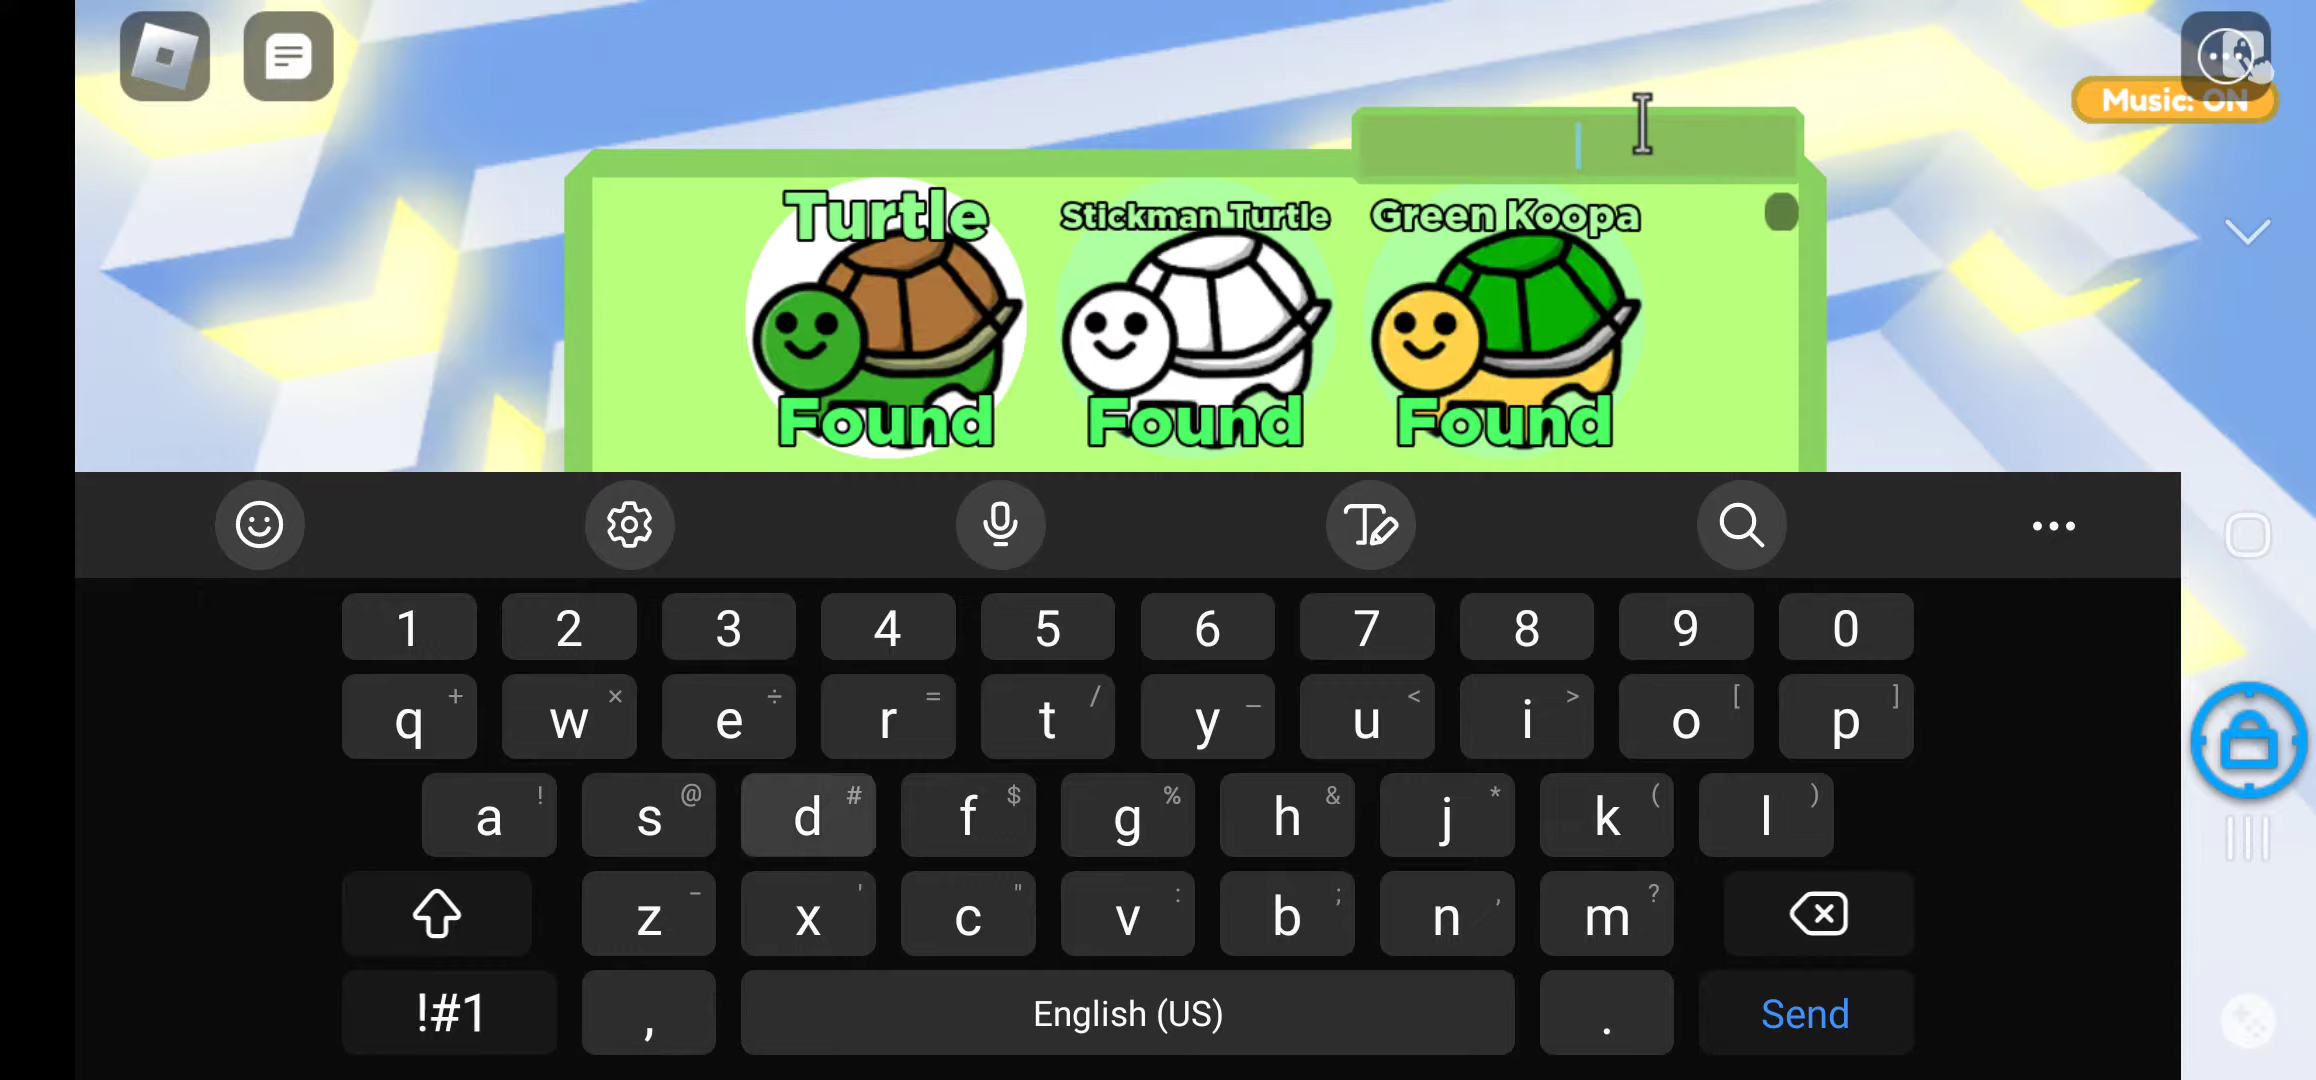 Music: ON
Turtle
Stickman Turtle
Green Koopa
Found
Found
Found
1 2 3 4 5 6 7 8 9 0
+ × ÷ = / _ < > [ ]
q w e r t y u i o p
! @ # $ % & * ( )
a s d f g h j k l
- ' " : ; , ?
z x c v b n m
!#1 , English (US) . Send